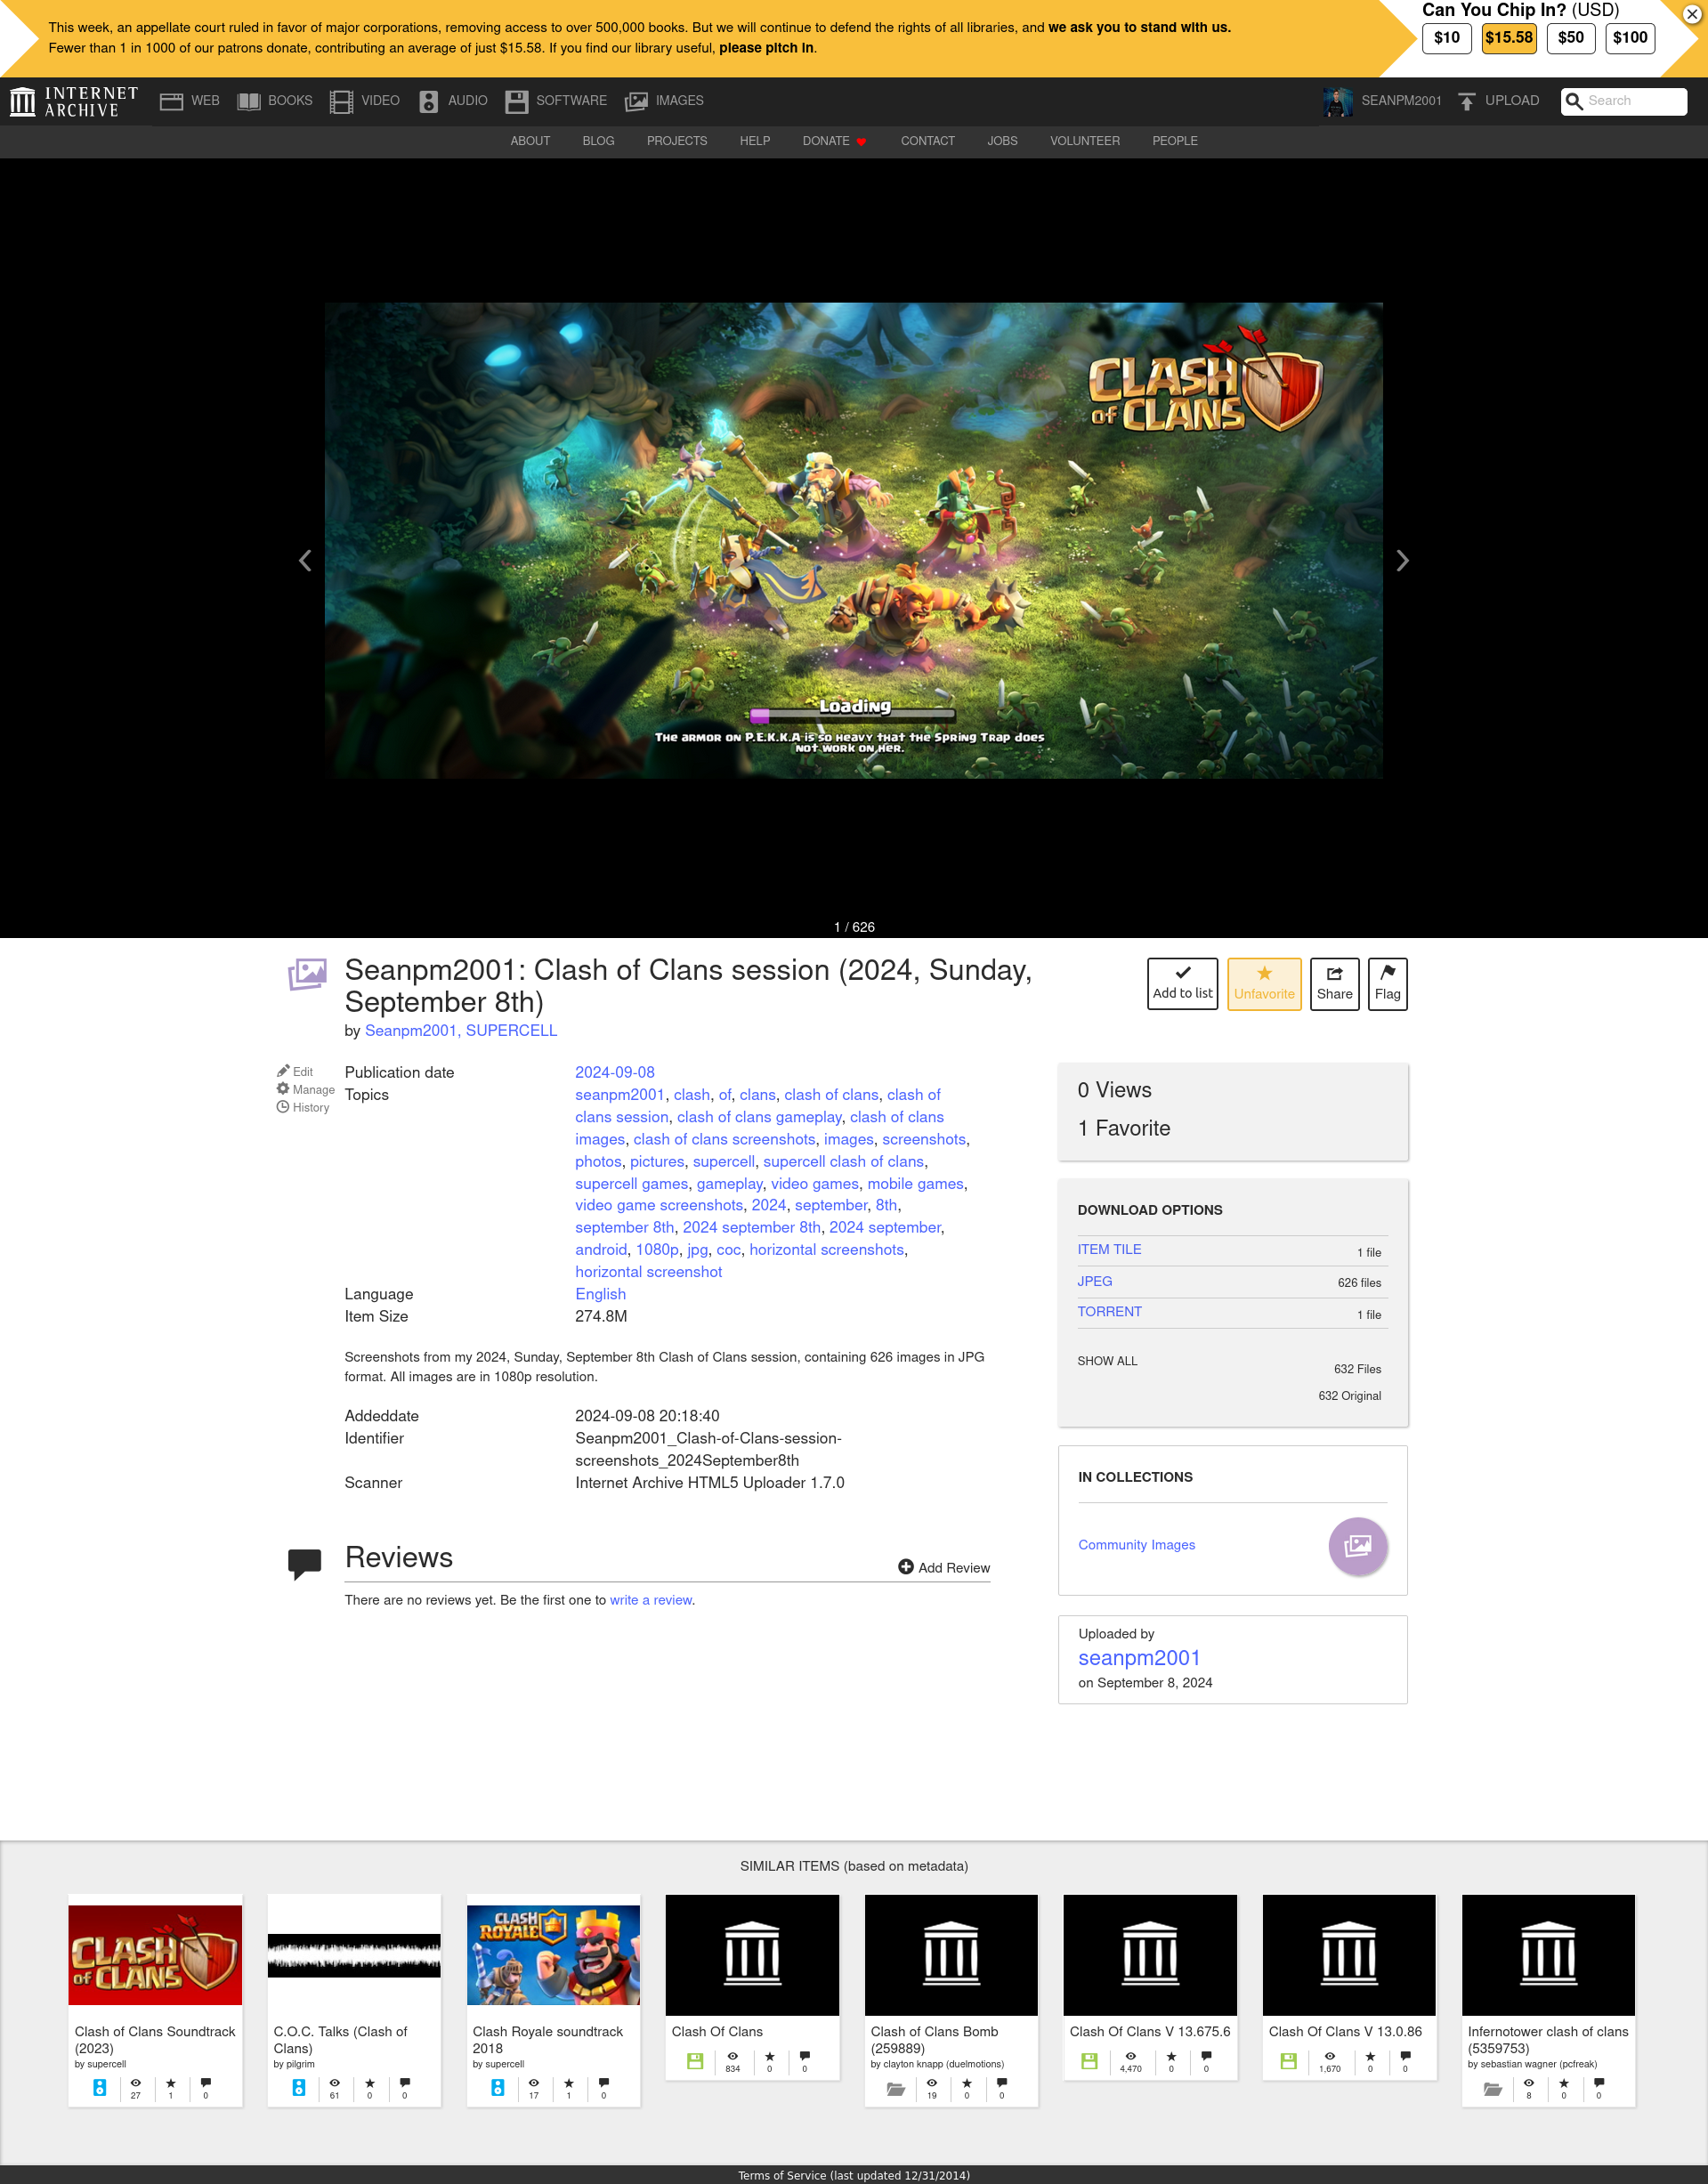 This week, an appellate court ruled in favor of major corporations, removing access to over 500,000 books. But we will continue to defend the rights of all libraries, and we ask you to stand with us.
Fewer than 1 in 1000 of our patrons donate, contributing an average of just $15.58. If you find our library useful, please pitch in.
Can You Chip In? (USD)
$10 $15.58 $50 $100
INTERNET ARCHIVE
WEB BOOKS VIDEO AUDIO SOFTWARE IMAGES SEANPM2001 UPLOAD Search
ABOUT BLOG PROJECTS HELP DONATE CONTACT JOBS VOLUNTEER PEOPLE
CLASH
OF CLANS
Loading
The armor on P.E.K.K.A is so heavy that the Spring Trap does
not work on her.
1 / 626
Seanpm2001: Clash of Clans session (2024, Sunday,
September 8th)
by Seanpm2001, SUPERCELL
Add to list Unfavorite Share Flag
Edit
Manage
History
Publication date 2024-09-08
Topics seanpm2001, clash, of, clans, clash of clans, clash of
clans session, clash of clans gameplay, clash of clans
images, clash of clans screenshots, images, screenshots,
photos, pictures, supercell, supercell clash of clans,
supercell games, gameplay, video games, mobile games,
video game screenshots, 2024, september, 8th,
september 8th, 2024 september 8th, 2024 september,
android, 1080p, jpg, coc, horizontal screenshots,
horizontal screenshot
Language English
Item Size 274.8M
Screenshots from my 2024, Sunday, September 8th Clash of Clans session, containing 626 images in JPG
format. All images are in 1080p resolution.
Addeddate 2024-09-08 20:18:40
Identifier Seanpm2001_Clash-of-Clans-session-
screenshots_2024September8th
Scanner Internet Archive HTML5 Uploader 1.7.0
Reviews
Add Review
There are no reviews yet. Be the first one to write a review.
0 Views
1 Favorite
DOWNLOAD OPTIONS
ITEM TILE 1 file
JPEG 626 files
TORRENT 1 file
SHOW ALL 632 Files
632 Original
IN COLLECTIONS
Community Images
Uploaded by
seanpm2001
on September 8, 2024
SIMILAR ITEMS (based on metadata)
CLASH
OF CLANS
Clash of Clans Soundtrack
(2023)
by supercell
27 1 0
C.O.C. Talks (Clash of
Clans)
by pilgrim
61 0 0
CLASH
ROYALE
Clash Royale soundtrack
2018
by supercell
17 1 0
Clash Of Clans
834 0 0
Clash of Clans Bomb
(259889)
by clayton knapp (duelmotions)
19 0 0
Clash Of Clans V 13.675.6
4,470 0 0
Clash Of Clans V 13.0.86
1,670 0 0
Infernotower clash of clans
(5359753)
by sebastian wagner (pcfreak)
8 0 0
Terms of Service (last updated 12/31/2014)